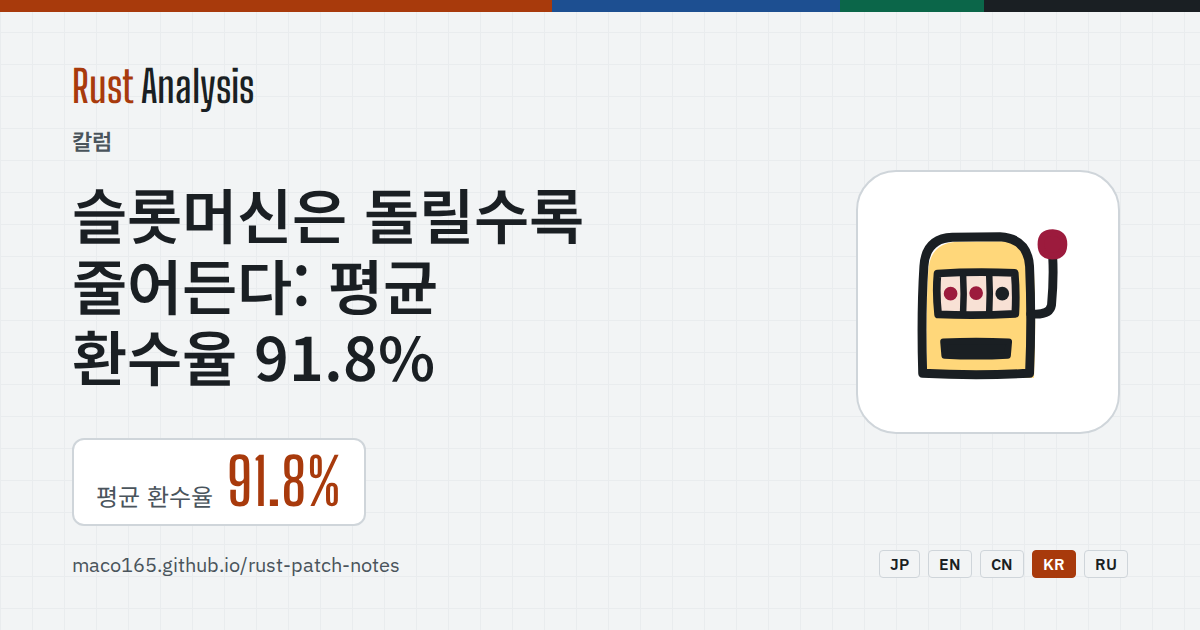 Rust Analysis
칼럼
슬롯머신은 돌릴수록
줄어든다: 평균
환수율 91.8%
평균 환수율 91.8%
maco165.github.io/rust-patch-notes
JP EN CN KR RU